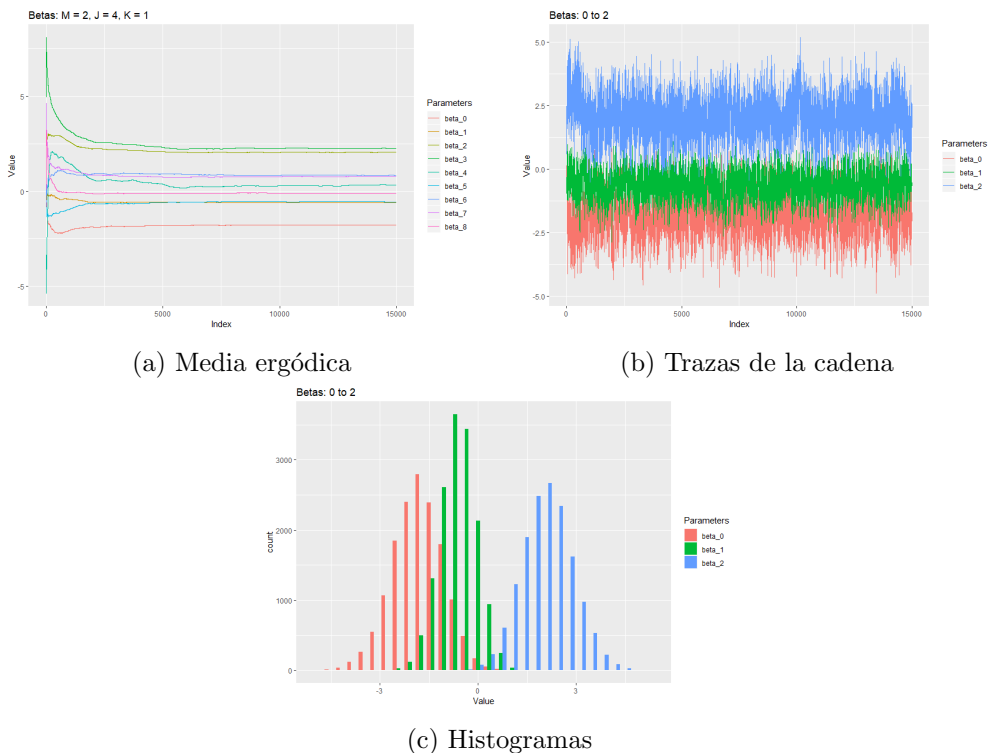 Betas: M = 2, J = 4, K = 1
Value
5
0
-5
0
5000
10000
15000
Index
Parameters
beta_0
beta_1
beta_2
beta_3
beta_4
beta_5
beta_6
beta_7
beta_8
(a) Media ergódica
Betas: 0 to 2
Value
5.0
2.5
0.0
-2.5
-5.0
0
5000
10000
15000
Index
Parameters
beta_0
beta_1
beta_2
(b) Trazas de la cadena
Betas: 0 to 2
count
3000
2000
1000
0
-3
0
3
Value
Parameters
beta_0
beta_1
beta_2
(c) Histogramas